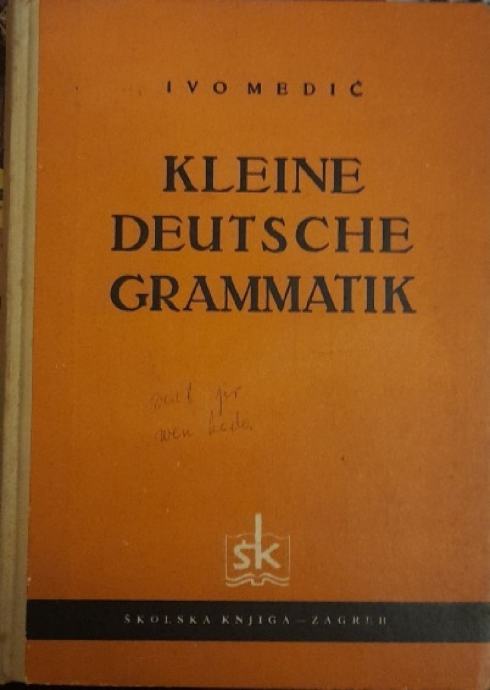 IVO MEDIĆ
KLEINE
DEUTSCHE
GRAMMATIK
šk
ŠKOLSKA KNJIGA — ZAGREB